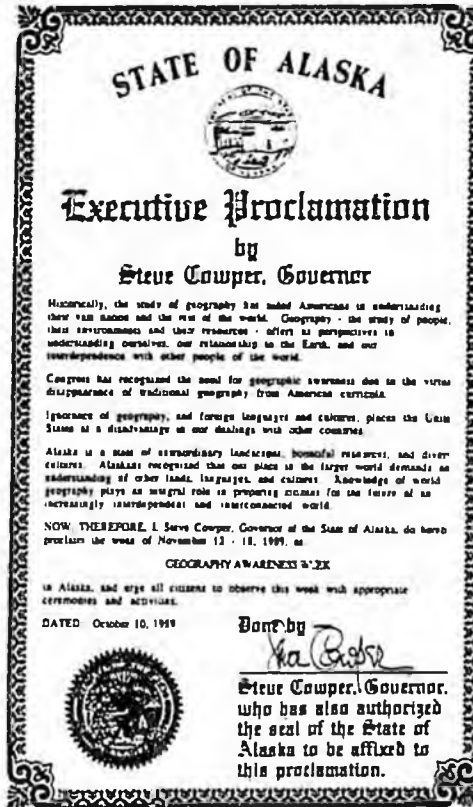 STATE OF ALASKA
Executive Proclamation
by
Steve Cowper, Governor
Historically, the study of geography has aided Americans in understanding
their vast nation and the rest of the world. Geography - the study of people,
their environments and their resources - offers us perspectives in
understanding ourselves, our relationship to the Earth, and our
interdependence with other people of the world.
Congress has recognized the need for geographic awareness due to the virtua
disappearance of traditional geography from American curricula.
Ignorance of geography, and foreign languages and cultures, places the Unite
States at a disadvantage in our dealings with other countries.
Alaska is a state of extraordinary landscapes, bountiful resources, and diver
cultures. Alaskans recognized that our place in the larger world demands an
understanding of other lands, languages, and cultures. Knowledge of world
geography plays an integral role in preparing citizens for the future of an
increasingly interdependent and interconnected world.
NOW, THEREFORE, I, Steve Cowper, Governor of the State of Alaska, do hereb
proclaim the week of November 12 - 18, 1989, as
GEOGRAPHY AWARENESS WEEK
in Alaska, and urge all citizens to observe this week with appropriate
ceremonies and activities.
DATED: October 10, 1989
Done by
Steve Cowper, Governor,
who has also authorized
the seal of the State of
Alaska to be affixed to
this proclamation.